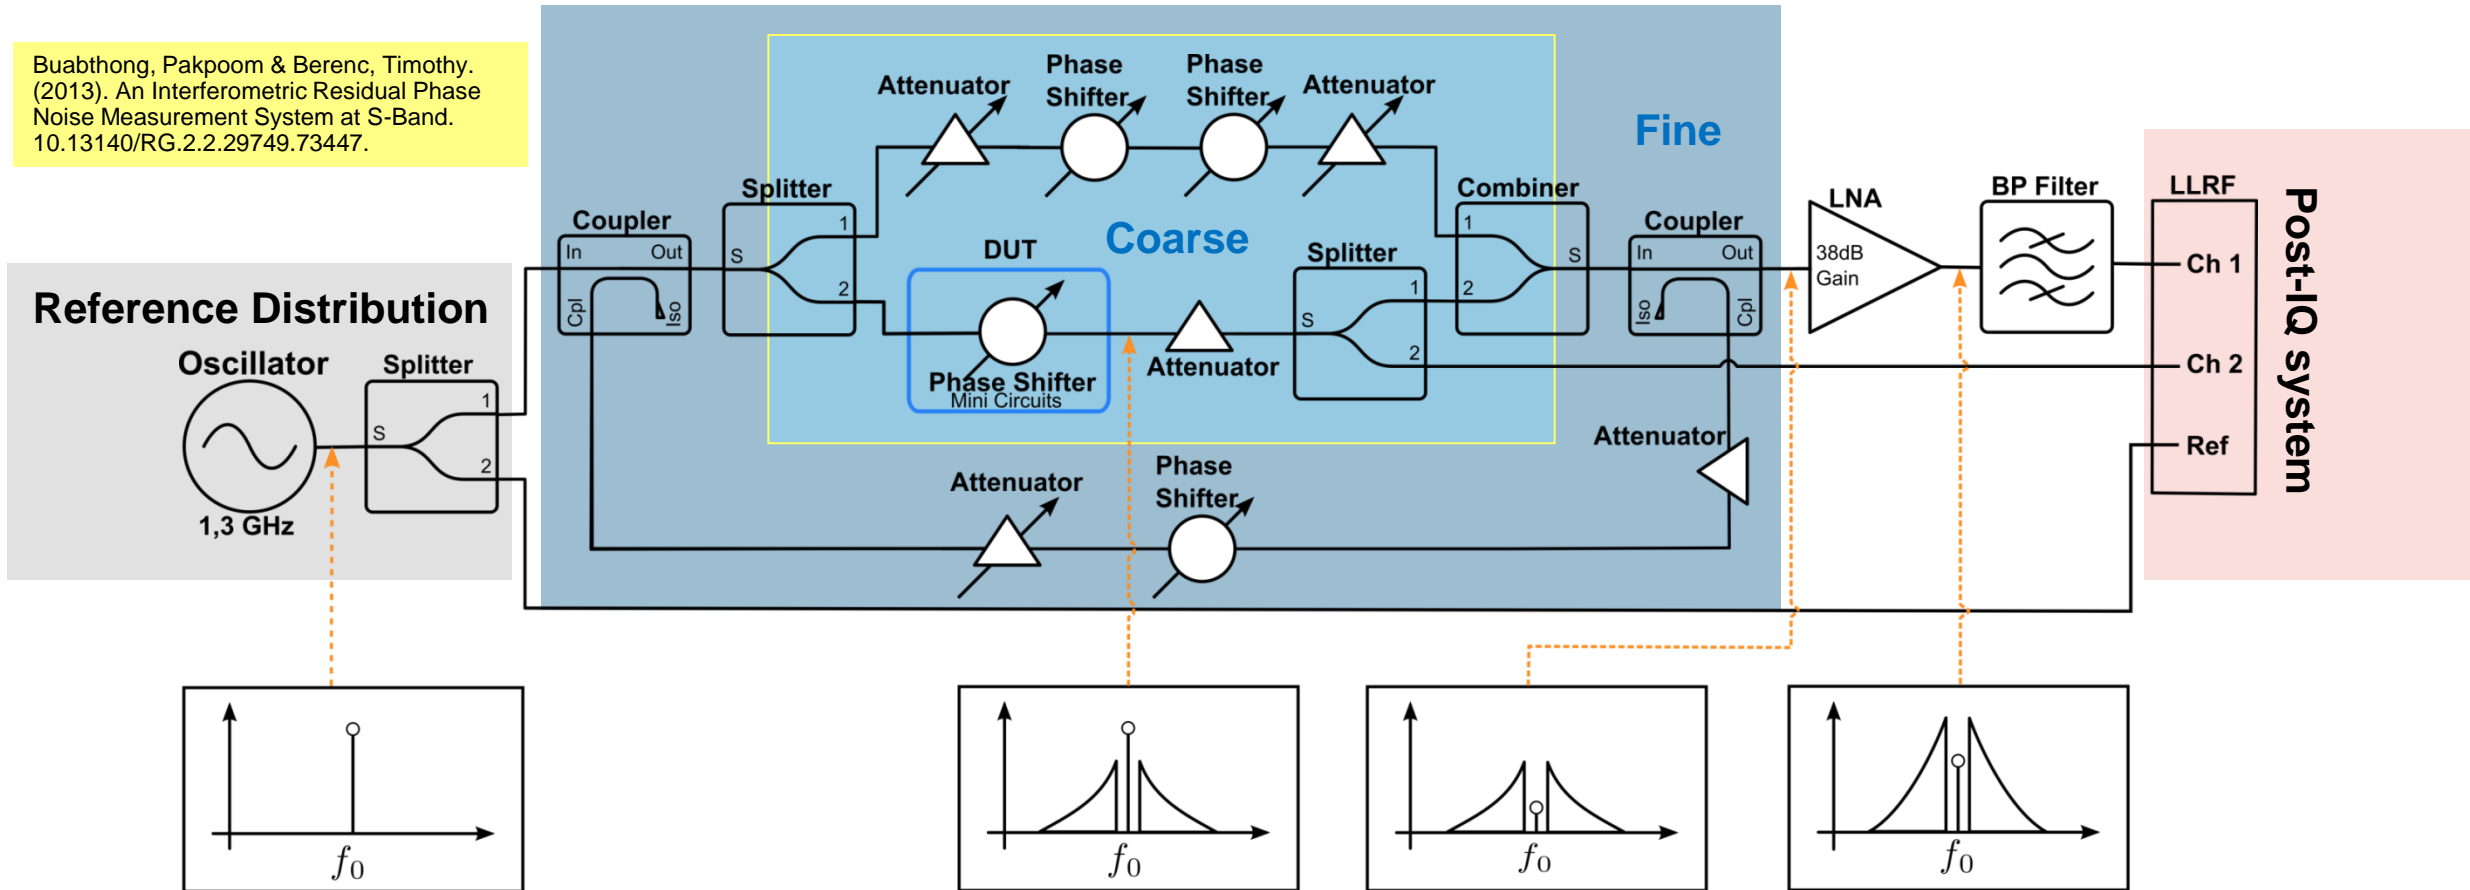 Buabthong, Pakpoom & Berenc, Timothy.
(2013). An Interferometric Residual Phase
Noise Measurement System at S-Band.
10.13140/RG.2.2.29749.73447.
Reference Distribution
Oscillator
1,3 GHz
Splitter
S
1
2
Coupler
In
Out
Cpl
Iso
Splitter
S
1
2
Attenuator
Phase
Shifter
Phase
Shifter
Attenuator
Fine
Coarse
DUT
Phase Shifter
Mini Circuits
Attenuator
Splitter
S
1
2
Combiner
1
2
S
Coupler
In
Out
Iso
Cpl
Attenuator
Attenuator
Phase
Shifter
LNA
38dB
Gain
BP Filter
LLRF
Ch 1
Ch 2
Ref
Post-IQ system
f0
f0
f0
f0